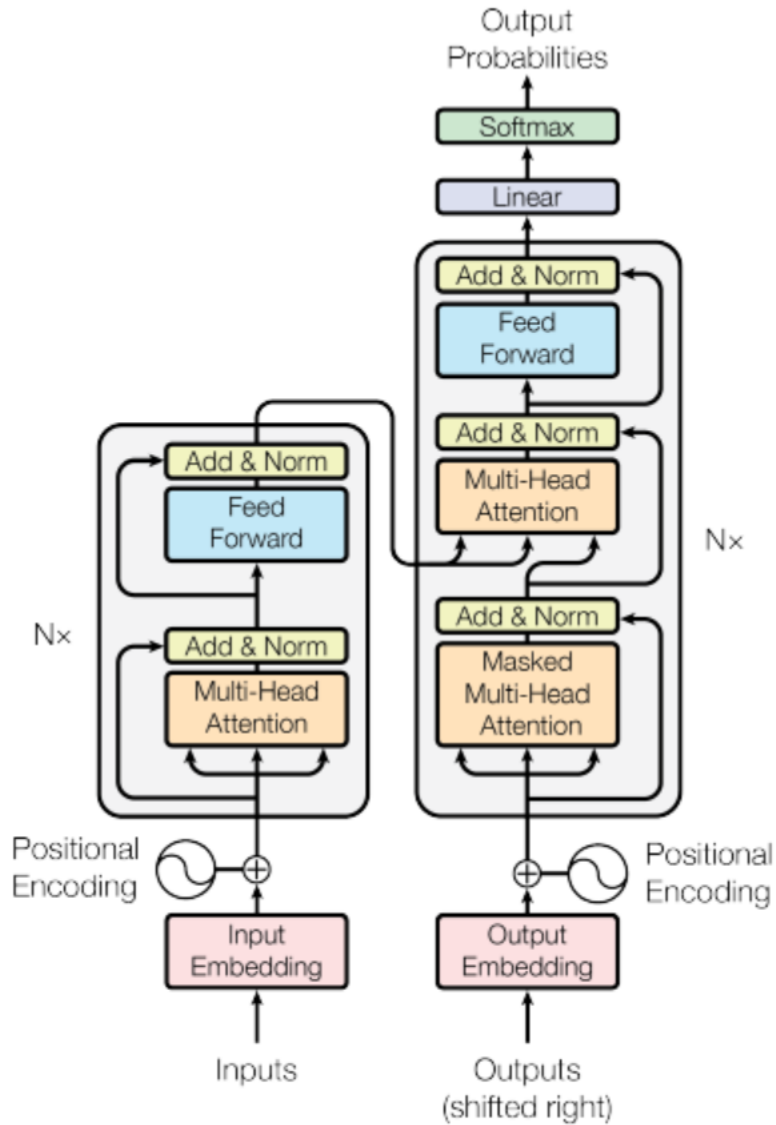 Output
Probabilities
Softmax
Linear
Add & Norm
Feed
Forward
Add & Norm
Multi-Head
Attention
Add & Norm
Masked
Multi-Head
Attention
Nx
Add & Norm
Feed
Forward
Add & Norm
Multi-Head
Attention
Nx
Positional
Encoding
Positional
Encoding
Input
Embedding
Output
Embedding
Inputs
Outputs
(shifted right)